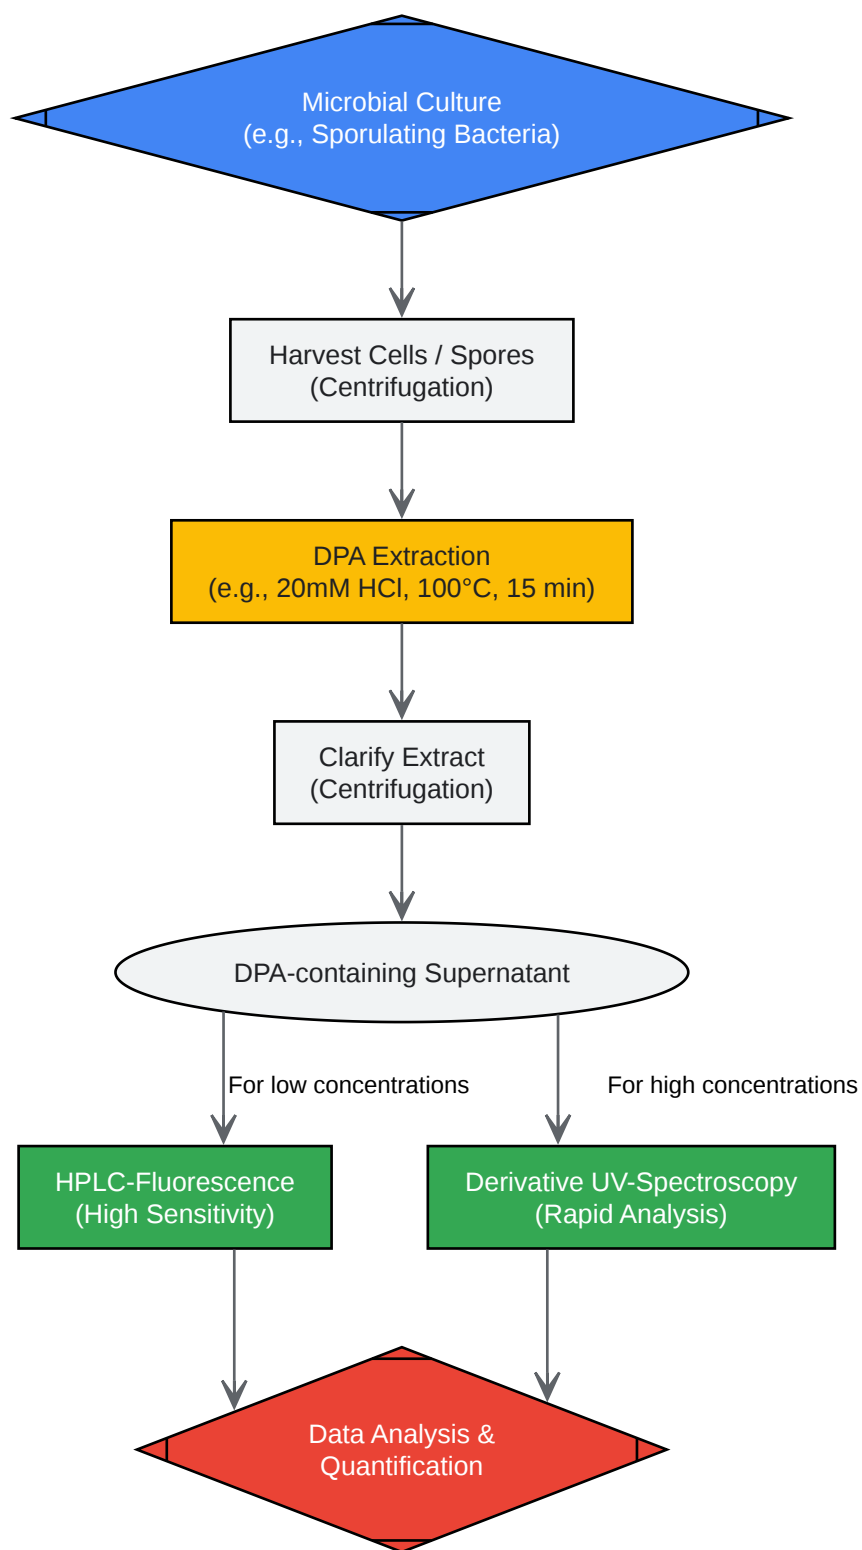 Microbial Culture
(e.g., Sporulating Bacteria)
Harvest Cells / Spores
(Centrifugation)
DPA Extraction
(e.g., 20mM HCl, 100°C, 15 min)
Clarify Extract
(Centrifugation)
DPA-containing Supernatant
For low concentrations
For high concentrations
HPLC-Fluorescence
(High Sensitivity)
Derivative UV-Spectroscopy
(Rapid Analysis)
Data Analysis &
Quantification